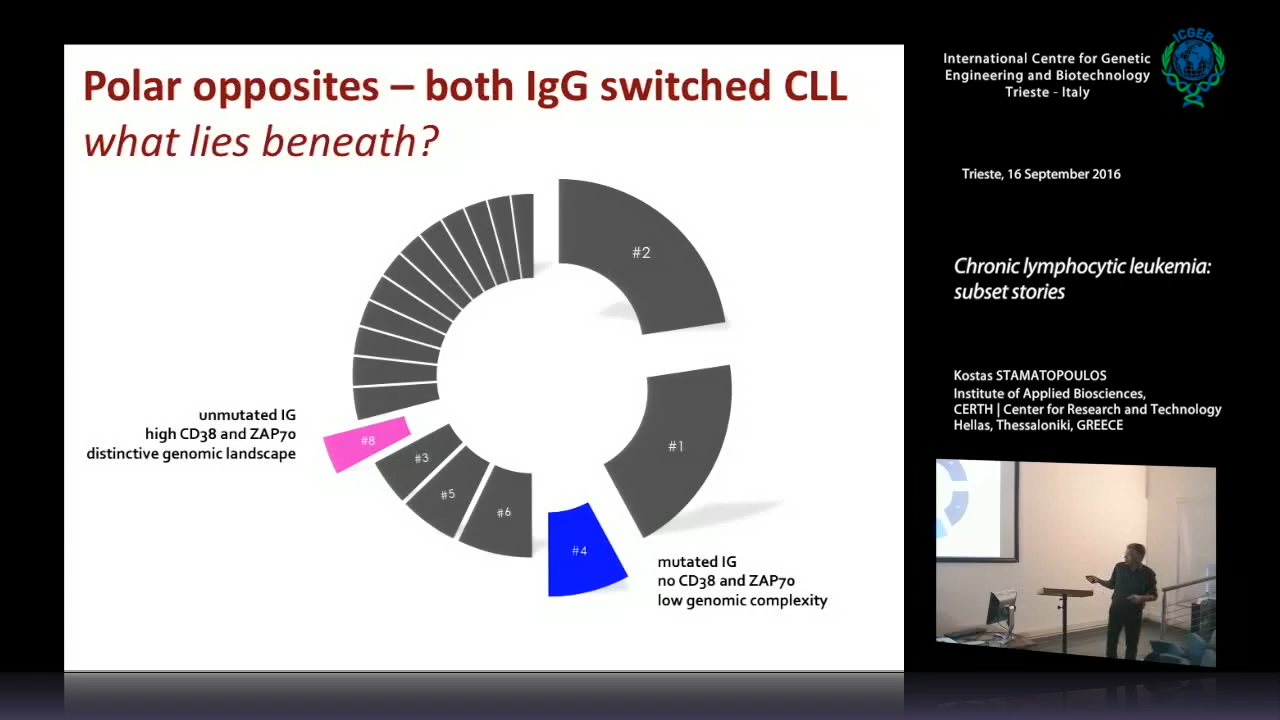 Polar opposites – both IgG switched CLL
what lies beneath?
#2
#1
unmutated IG
high CD38 and ZAP70
distinctive genomic landscape
#8
#3
#5
#6
#4
mutated IG
no CD38 and ZAP70
low genomic complexity
International Centre for Genetic
Engineering and Biotechnology
Trieste - Italy
ICGEB
Trieste, 16 September 2016
Chronic lymphocytic leukemia:
subset stories
Kostas STAMATOPOULOS
Institute of Applied Biosciences,
CERTH | Center for Research and Technology
Hellas, Thessaloniki, GREECE